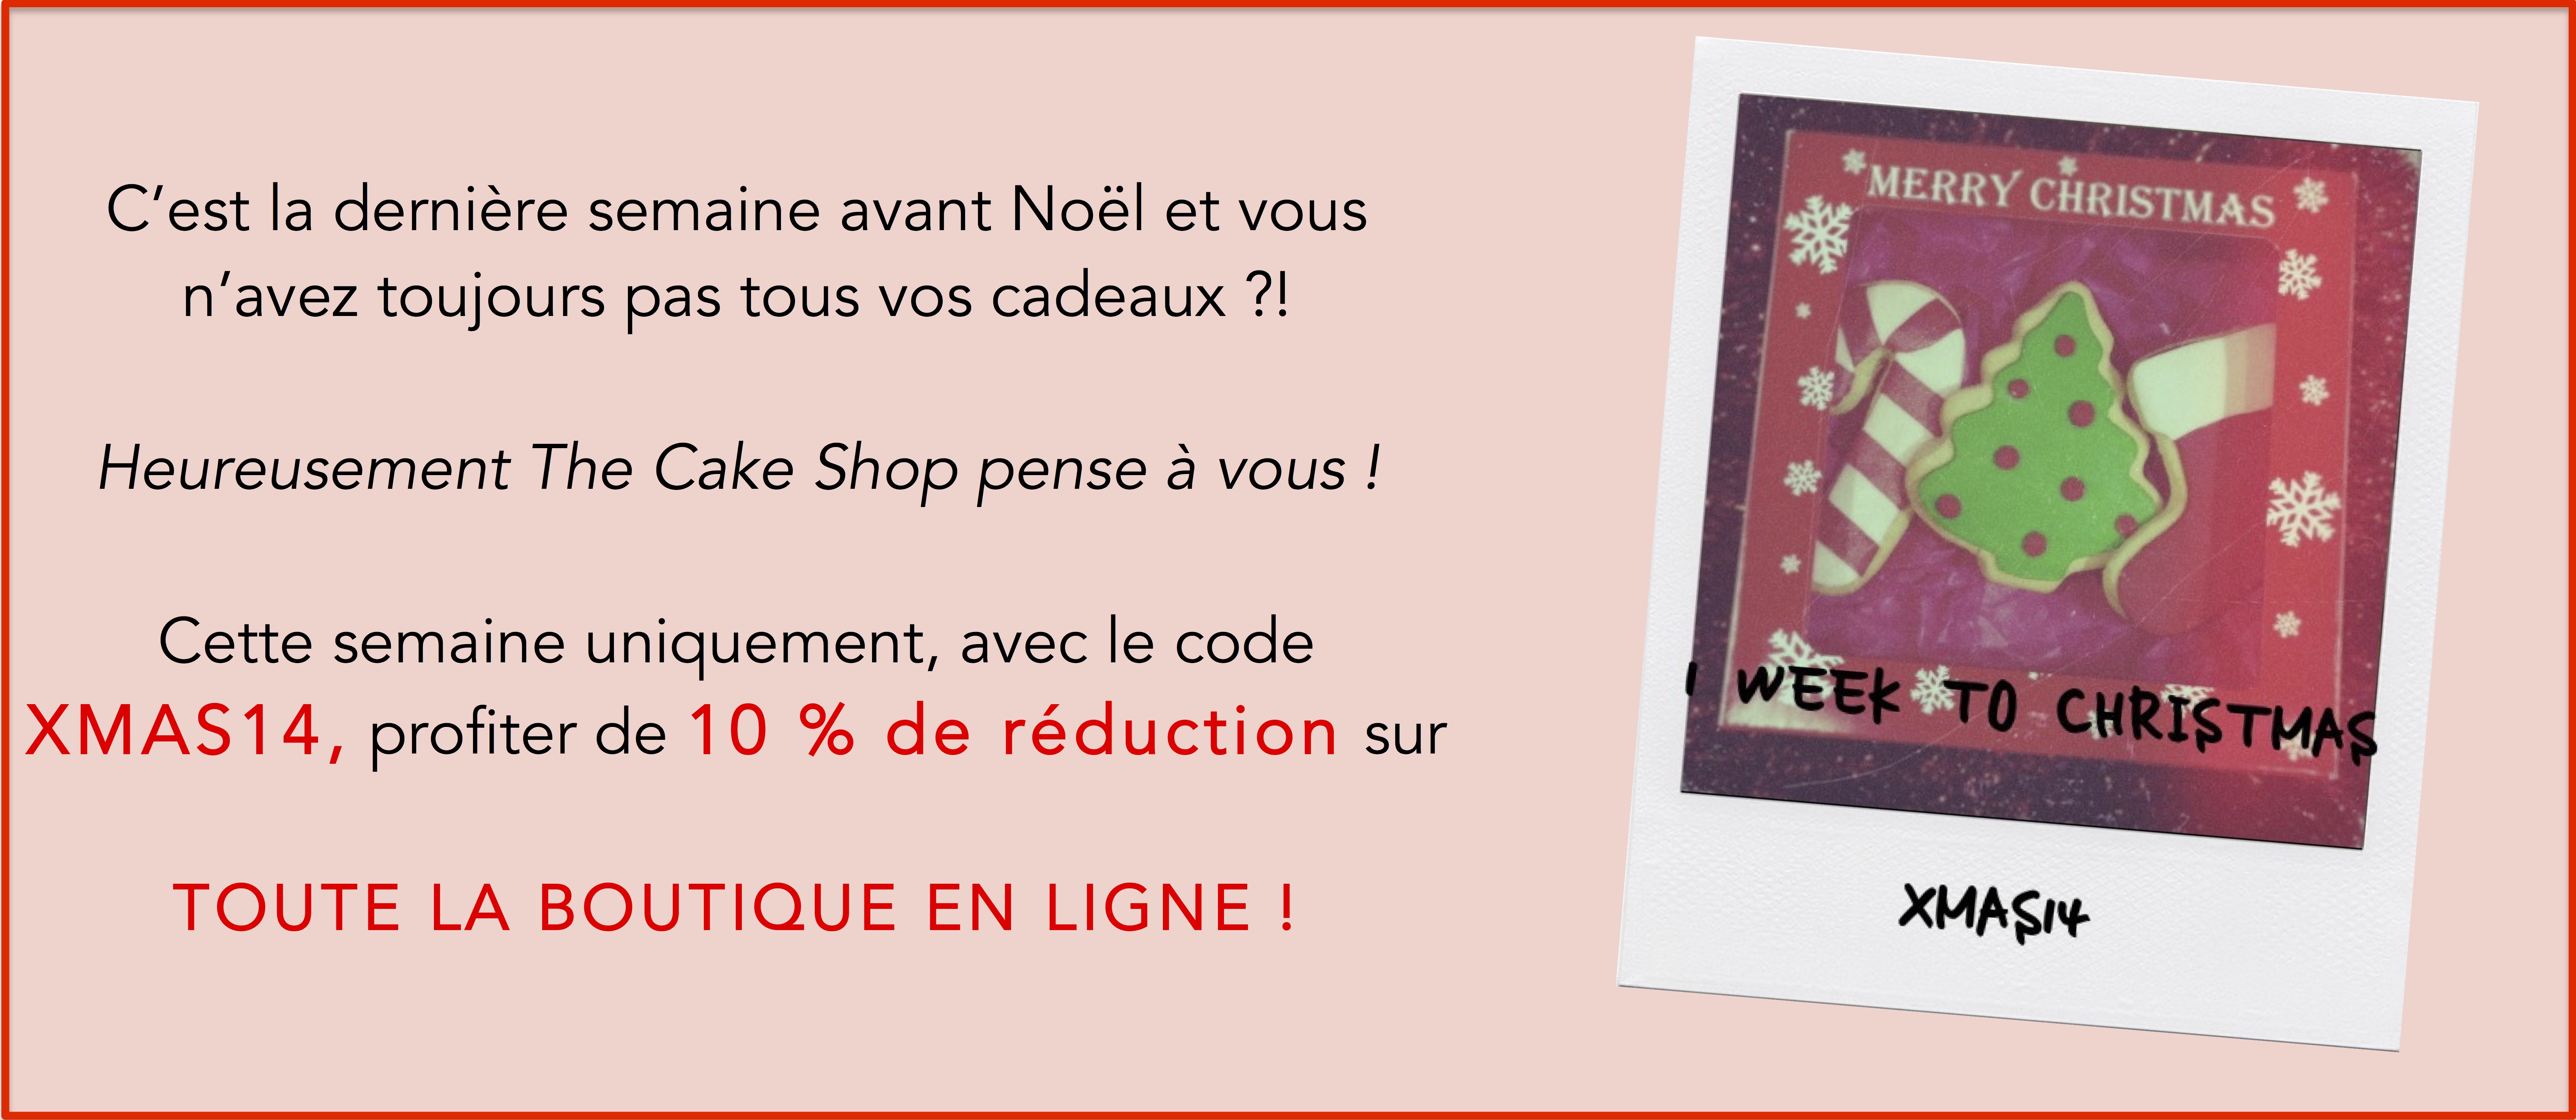 C’est la dernière semaine avant Noël et vous
n’avez toujours pas tous vos cadeaux ?!
Heureusement The Cake Shop pense à vous !
Cette semaine uniquement, avec le code
XMAS14, profiter de 10 % de réduction sur
TOUTE LA BOUTIQUE EN LIGNE !
MERRY CHRISTMAS
1 WEEK TO CHRISTMAS
XMAS14